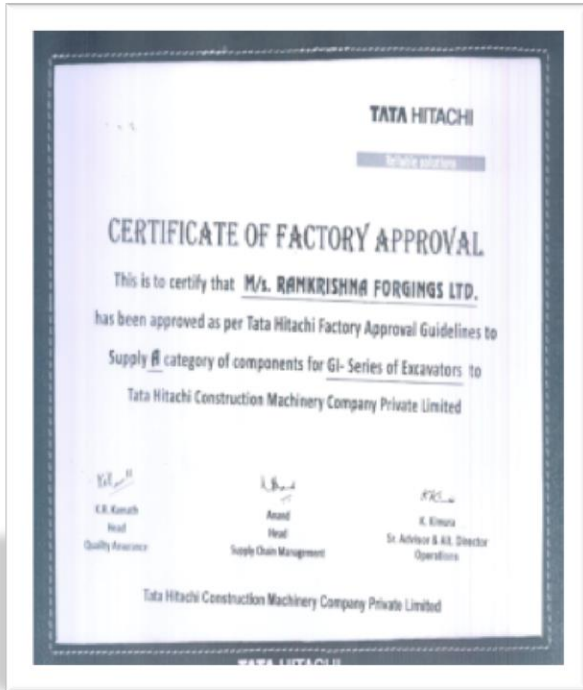 TATA HITACHI
Reliable solutions
CERTIFICATE OF FACTORY APPROVAL
This is to certify that M/s. RAMKRISHNA FORGINGS LTD.
has been approved as per Tata Hitachi Factory Approval Guidelines to
Supply A category of components for GI- Series of Excavators to
Tata Hitachi Construction Machinery Company Private Limited
K.R. Kamath
Head
Quality Assurance
Anand
Head
Supply Chain Management
K. Kimura
Sr. Advisor & Alt. Director
Operations
Tata Hitachi Construction Machinery Company Private Limited
TATA HITACHI